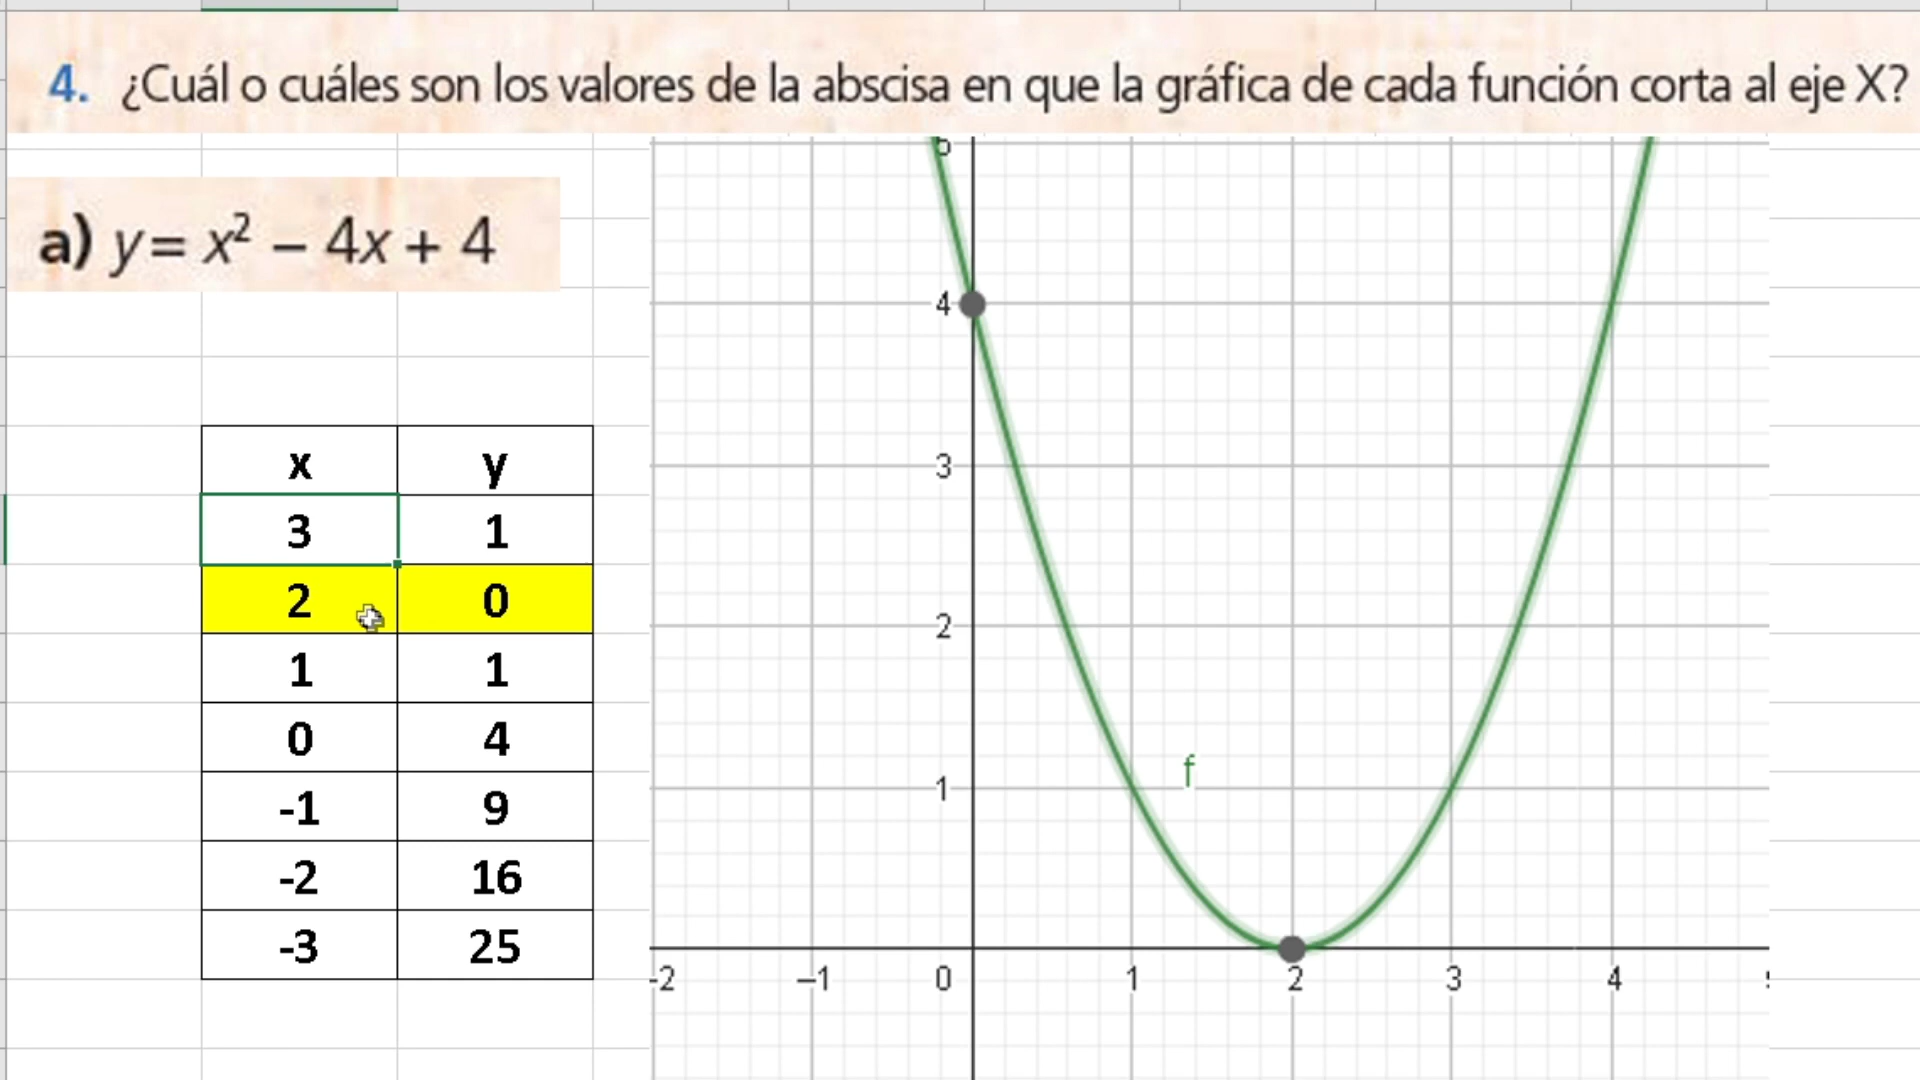 4. ¿Cuál o cuáles son los valores de la abscisa en que la gráfica de cada función corta al eje X?
a) y= x² – 4x + 4
x y
3 1
2 0
1 1
0 4
-1 9
-2 16
-3 25
4
3
2
1
f
-2 –1 0 1 2 3 4